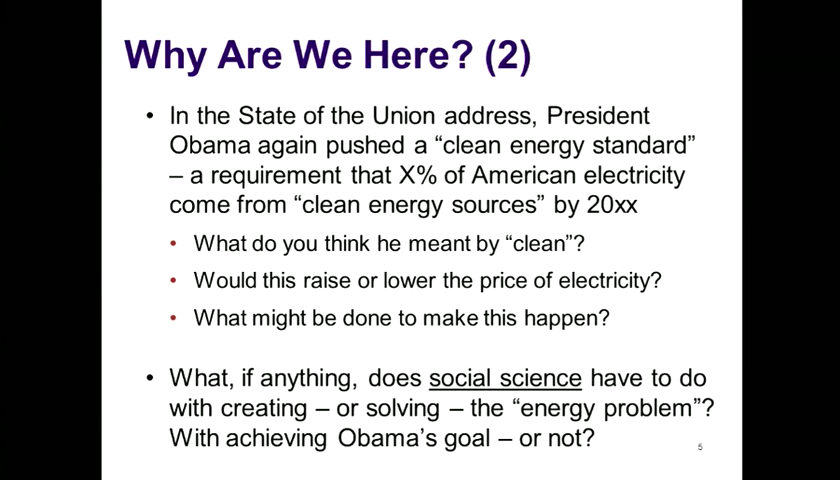 Why Are We Here? (2)
• In the State of the Union address, President
Obama again pushed a “clean energy standard”
– a requirement that X% of American electricity
come from “clean energy sources” by 20xx
• What do you think he meant by “clean”?
• Would this raise or lower the price of electricity?
• What might be done to make this happen?
• What, if anything, does social science have to do
with creating – or solving – the “energy problem”?
With achieving Obama’s goal – or not?
5